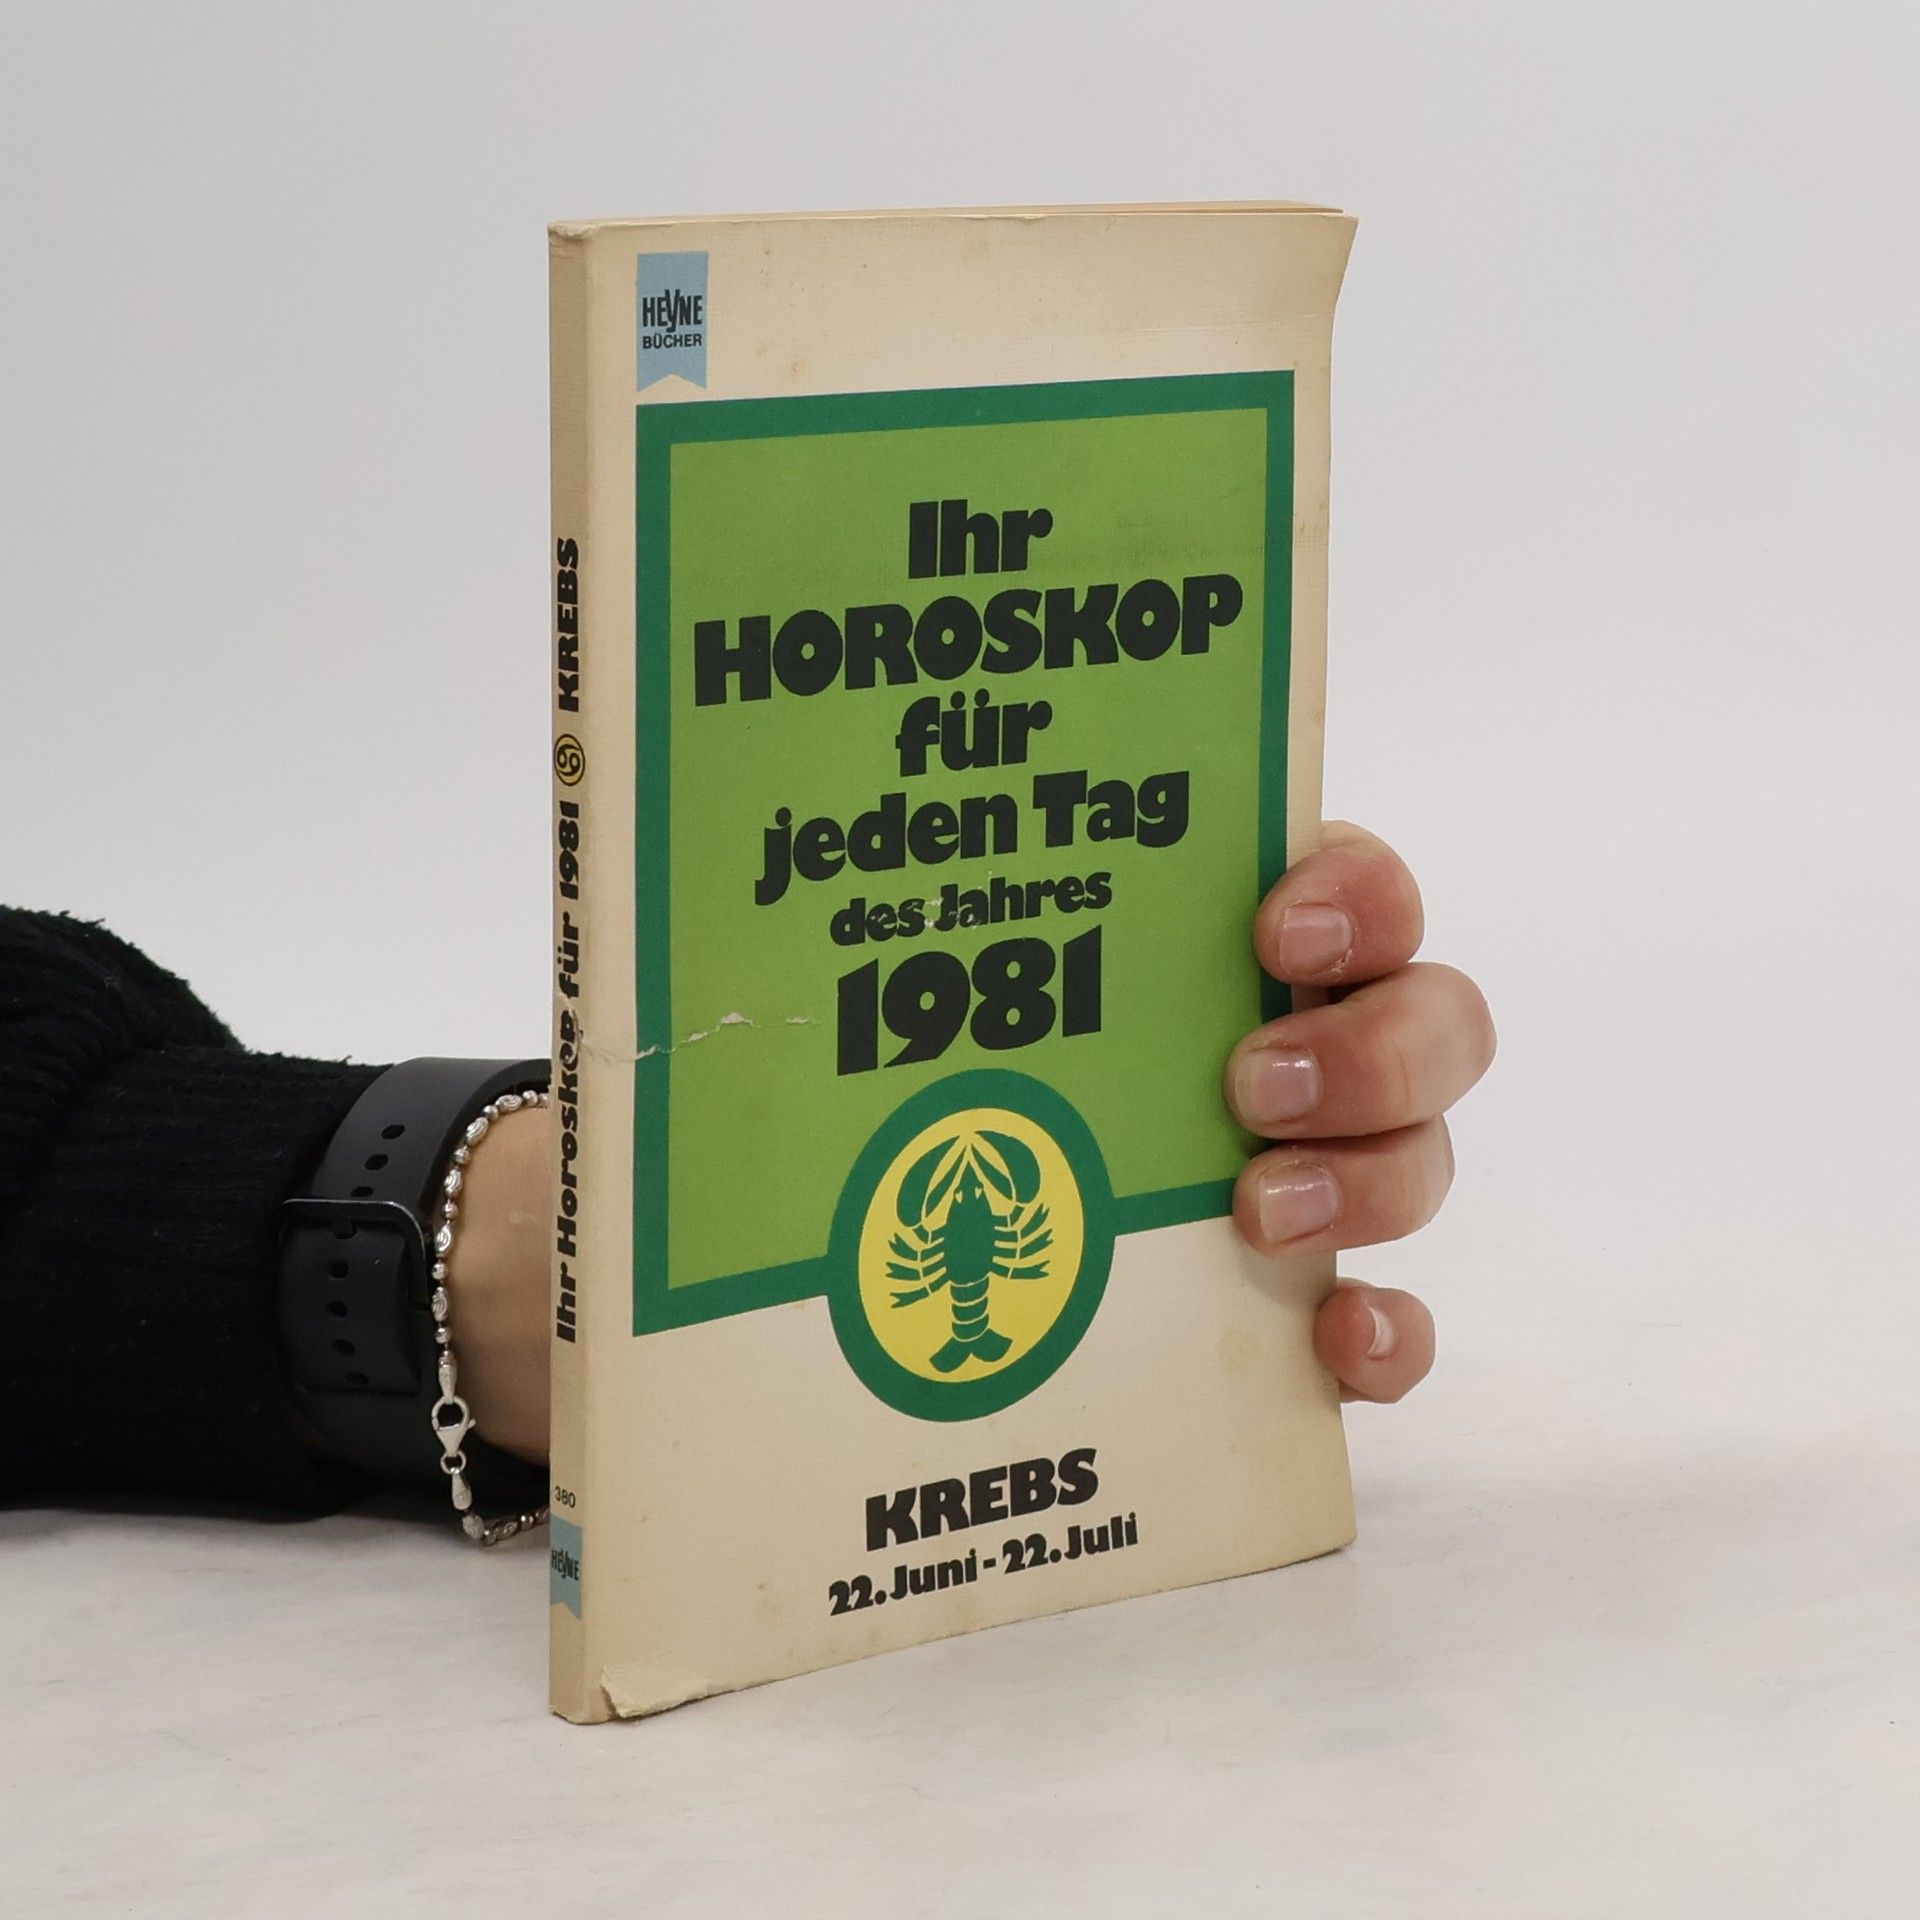 HEYNE
BÜCHER
Ihr
HOROSKOP
für
jeden Tag
des Jahres
1981
KREBS
22. Juni - 22. Juli
Ihr Horoskop für 1981 ♋ KREBS
380
HEYNE